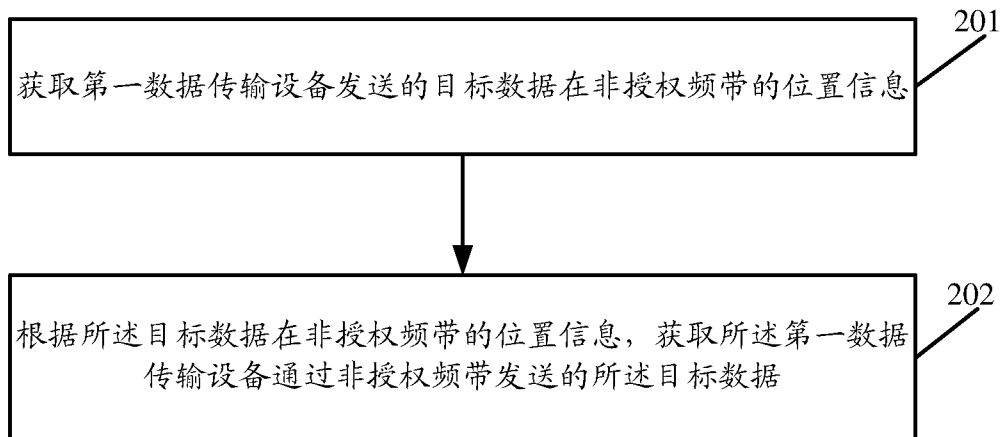 201
获取第一数据传输设备发送的目标数据在非授权频带的位置信息
202
根据所述目标数据在非授权频带的位置信息，获取所述第一数据
传输设备通过非授权频带发送的所述目标数据